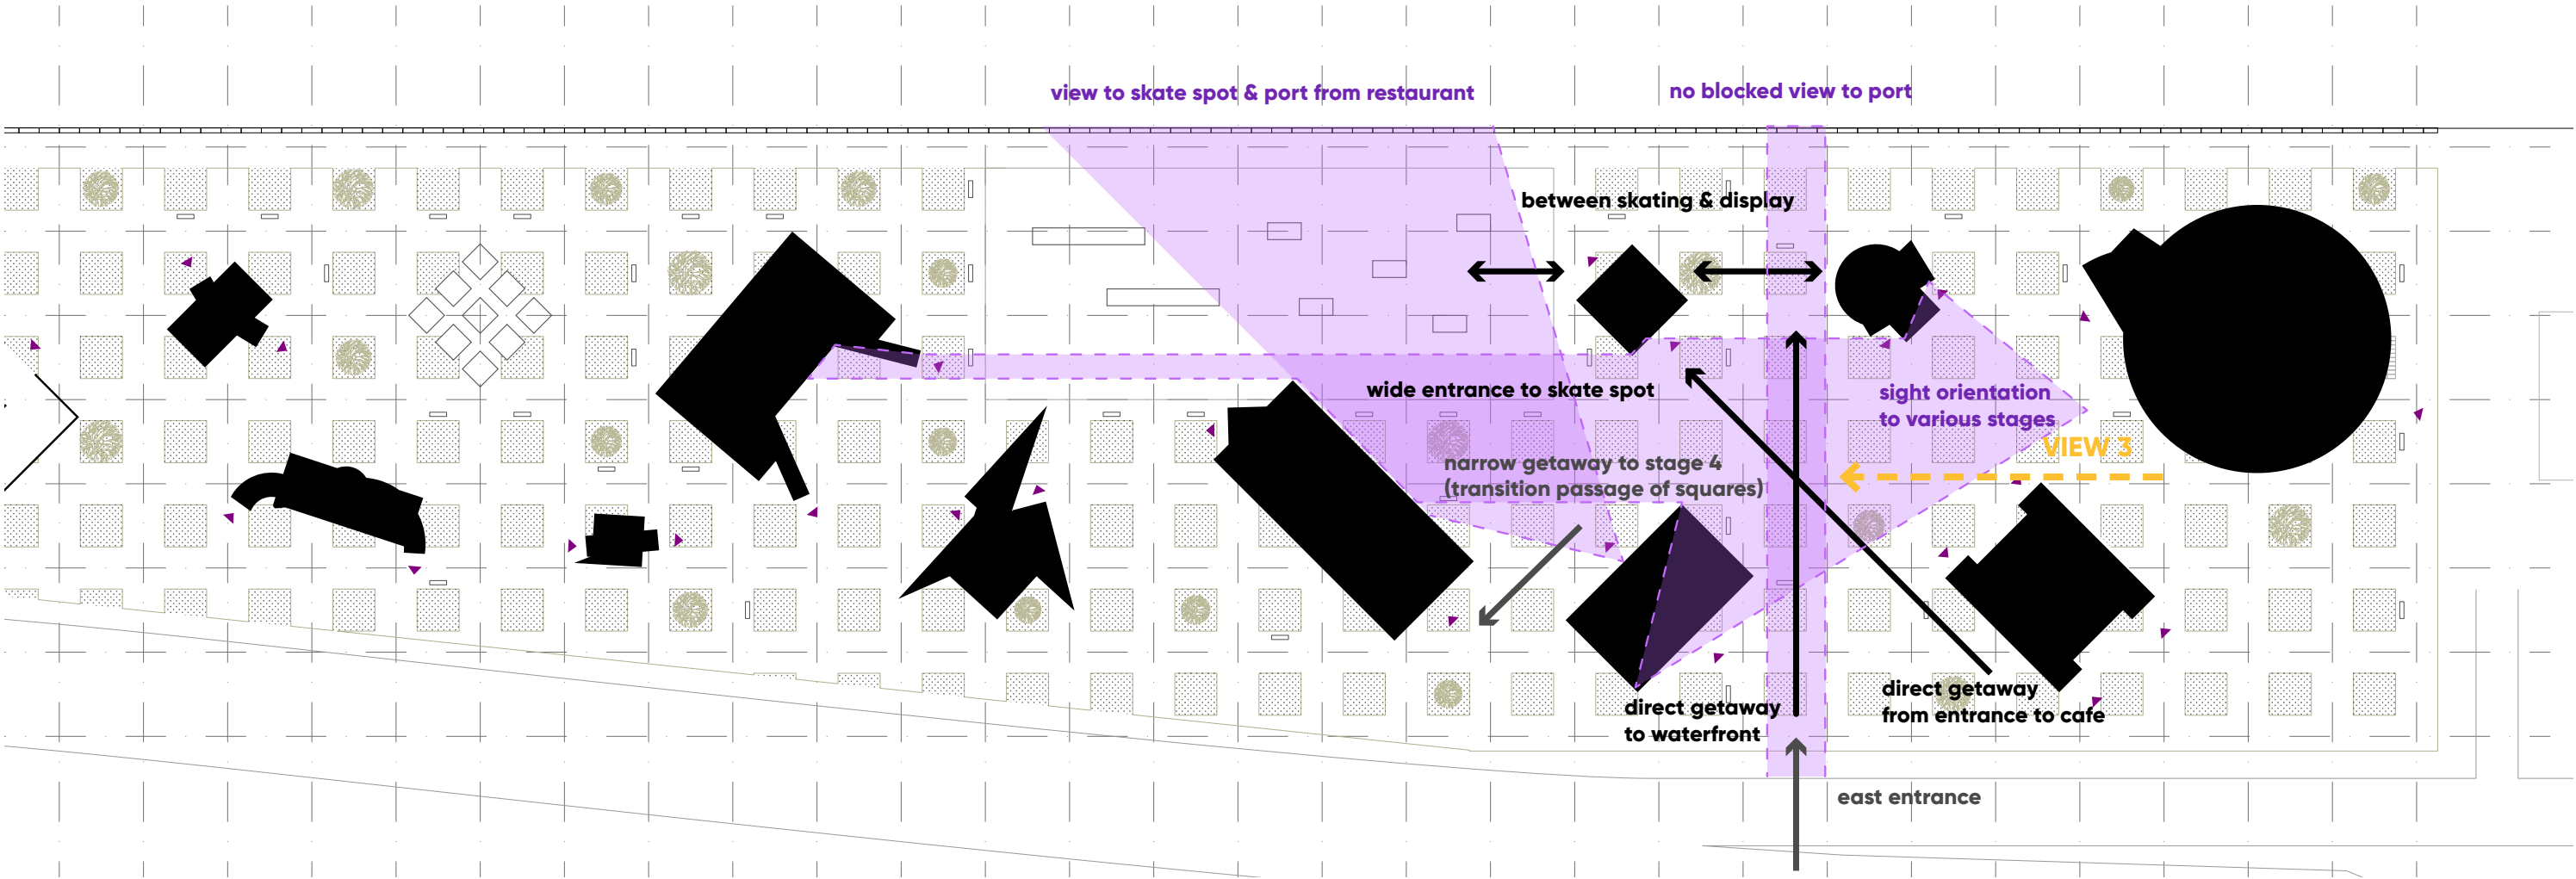 view to skate spot & port from restaurant
no blocked view to port
between skating & display
wide entrance to skate spot
sight orientation
to various stages
VIEW 3
narrow getaway to stage 4
(transition passage of squares)
direct getaway
from entrance to cafe
direct getaway
to waterfront
east entrance